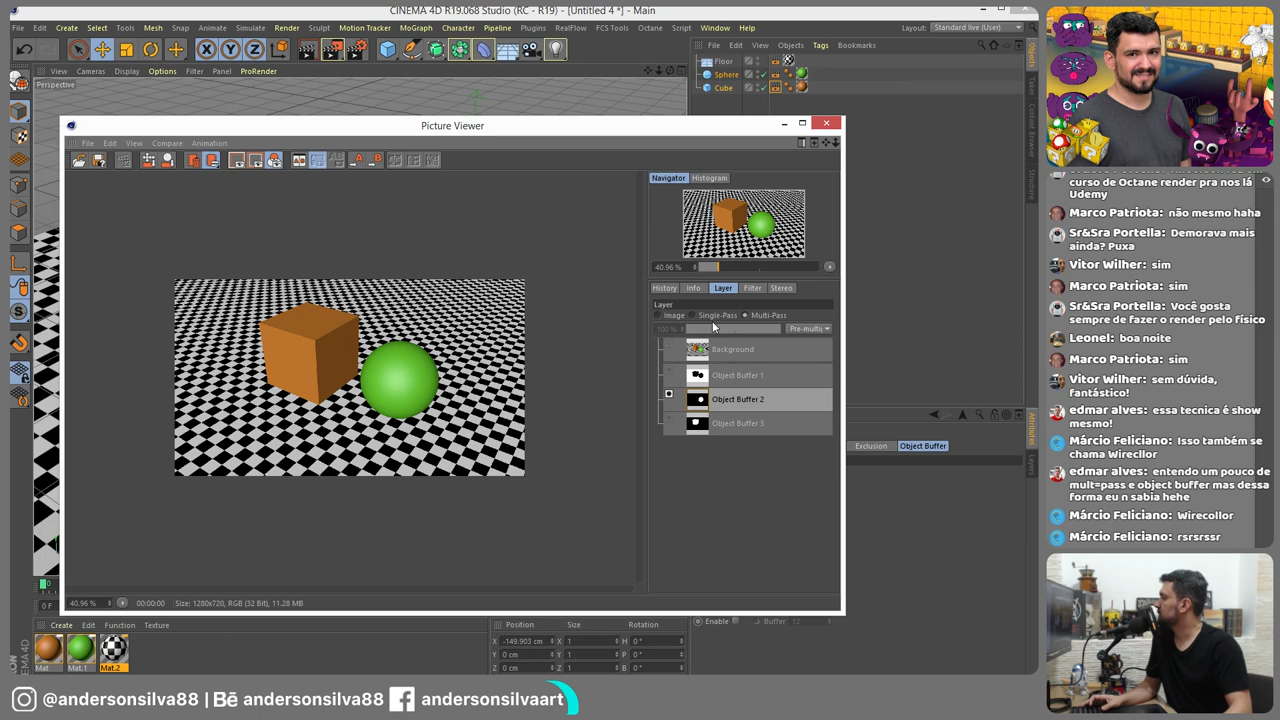 CINEMA 4D R19.068 Studio (RC - R19) - [Untitled 4 *] - Main
File Edit Create Select Tools Mesh Snap Animate Simulate Render Sculpt Motion Tracker MoGraph Character Pipeline Plugins RealFlow FCS Tools Octane Script Window Help
Layout: Standard live (User)
X Y Z
File Edit View Objects Tags Bookmarks
View Cameras Display Options Filter Panel ProRender
Perspective
Floor
Sphere
Cube
Objects
Takes
Content Browser
Structure
Picture Viewer
File Edit View Compare Animation
Navigator Histogram
40.96 %
History Info Layer Filter Stereo
Layer
Image Single-Pass Multi-Pass
100 % Pre-multi
Background
Object Buffer 1
Object Buffer 2
Object Buffer 3
Attributes
Layers
Exclusion Object Buffer
40.96 % 00:00:00 Size: 1280x720, RGB (32 Bit), 11.28 MB
0
0 F
Enable Buffer 12
Create Edit Function Texture
Mat Mat.1 Mat.2
Position Size Rotation
X -149.903 cm X 1 H 0 °
Y 0 cm Y 1 P 0 °
Z 0 cm Z 1 B 0 °
curso de Octane render pra nos lá
Udemy
Marco Patriota: não mesmo haha
Sr&Sra Portella: Demorava mais
ainda? Puxa
Vitor Wilher: sim
Marco Patriota: sim
Sr&Sra Portella: Você gosta
sempre de fazer o render pelo físico
Leonel: boa noite
Marco Patriota: sim
Vitor Wilher: sem dúvida,
fantástico!
edmar alves: essa tecnica é show
mesmo!
Márcio Feliciano: Isso também se
chama Wirecllor
edmar alves: entendo um pouco de
mult=pass e object buffer mas dessa
forma eu n sabia hehe
Márcio Feliciano: Wirecollor
Márcio Feliciano: rsrsrssr
@andersonsilva88 | Bē andersonsilva88 andersonsilvaart